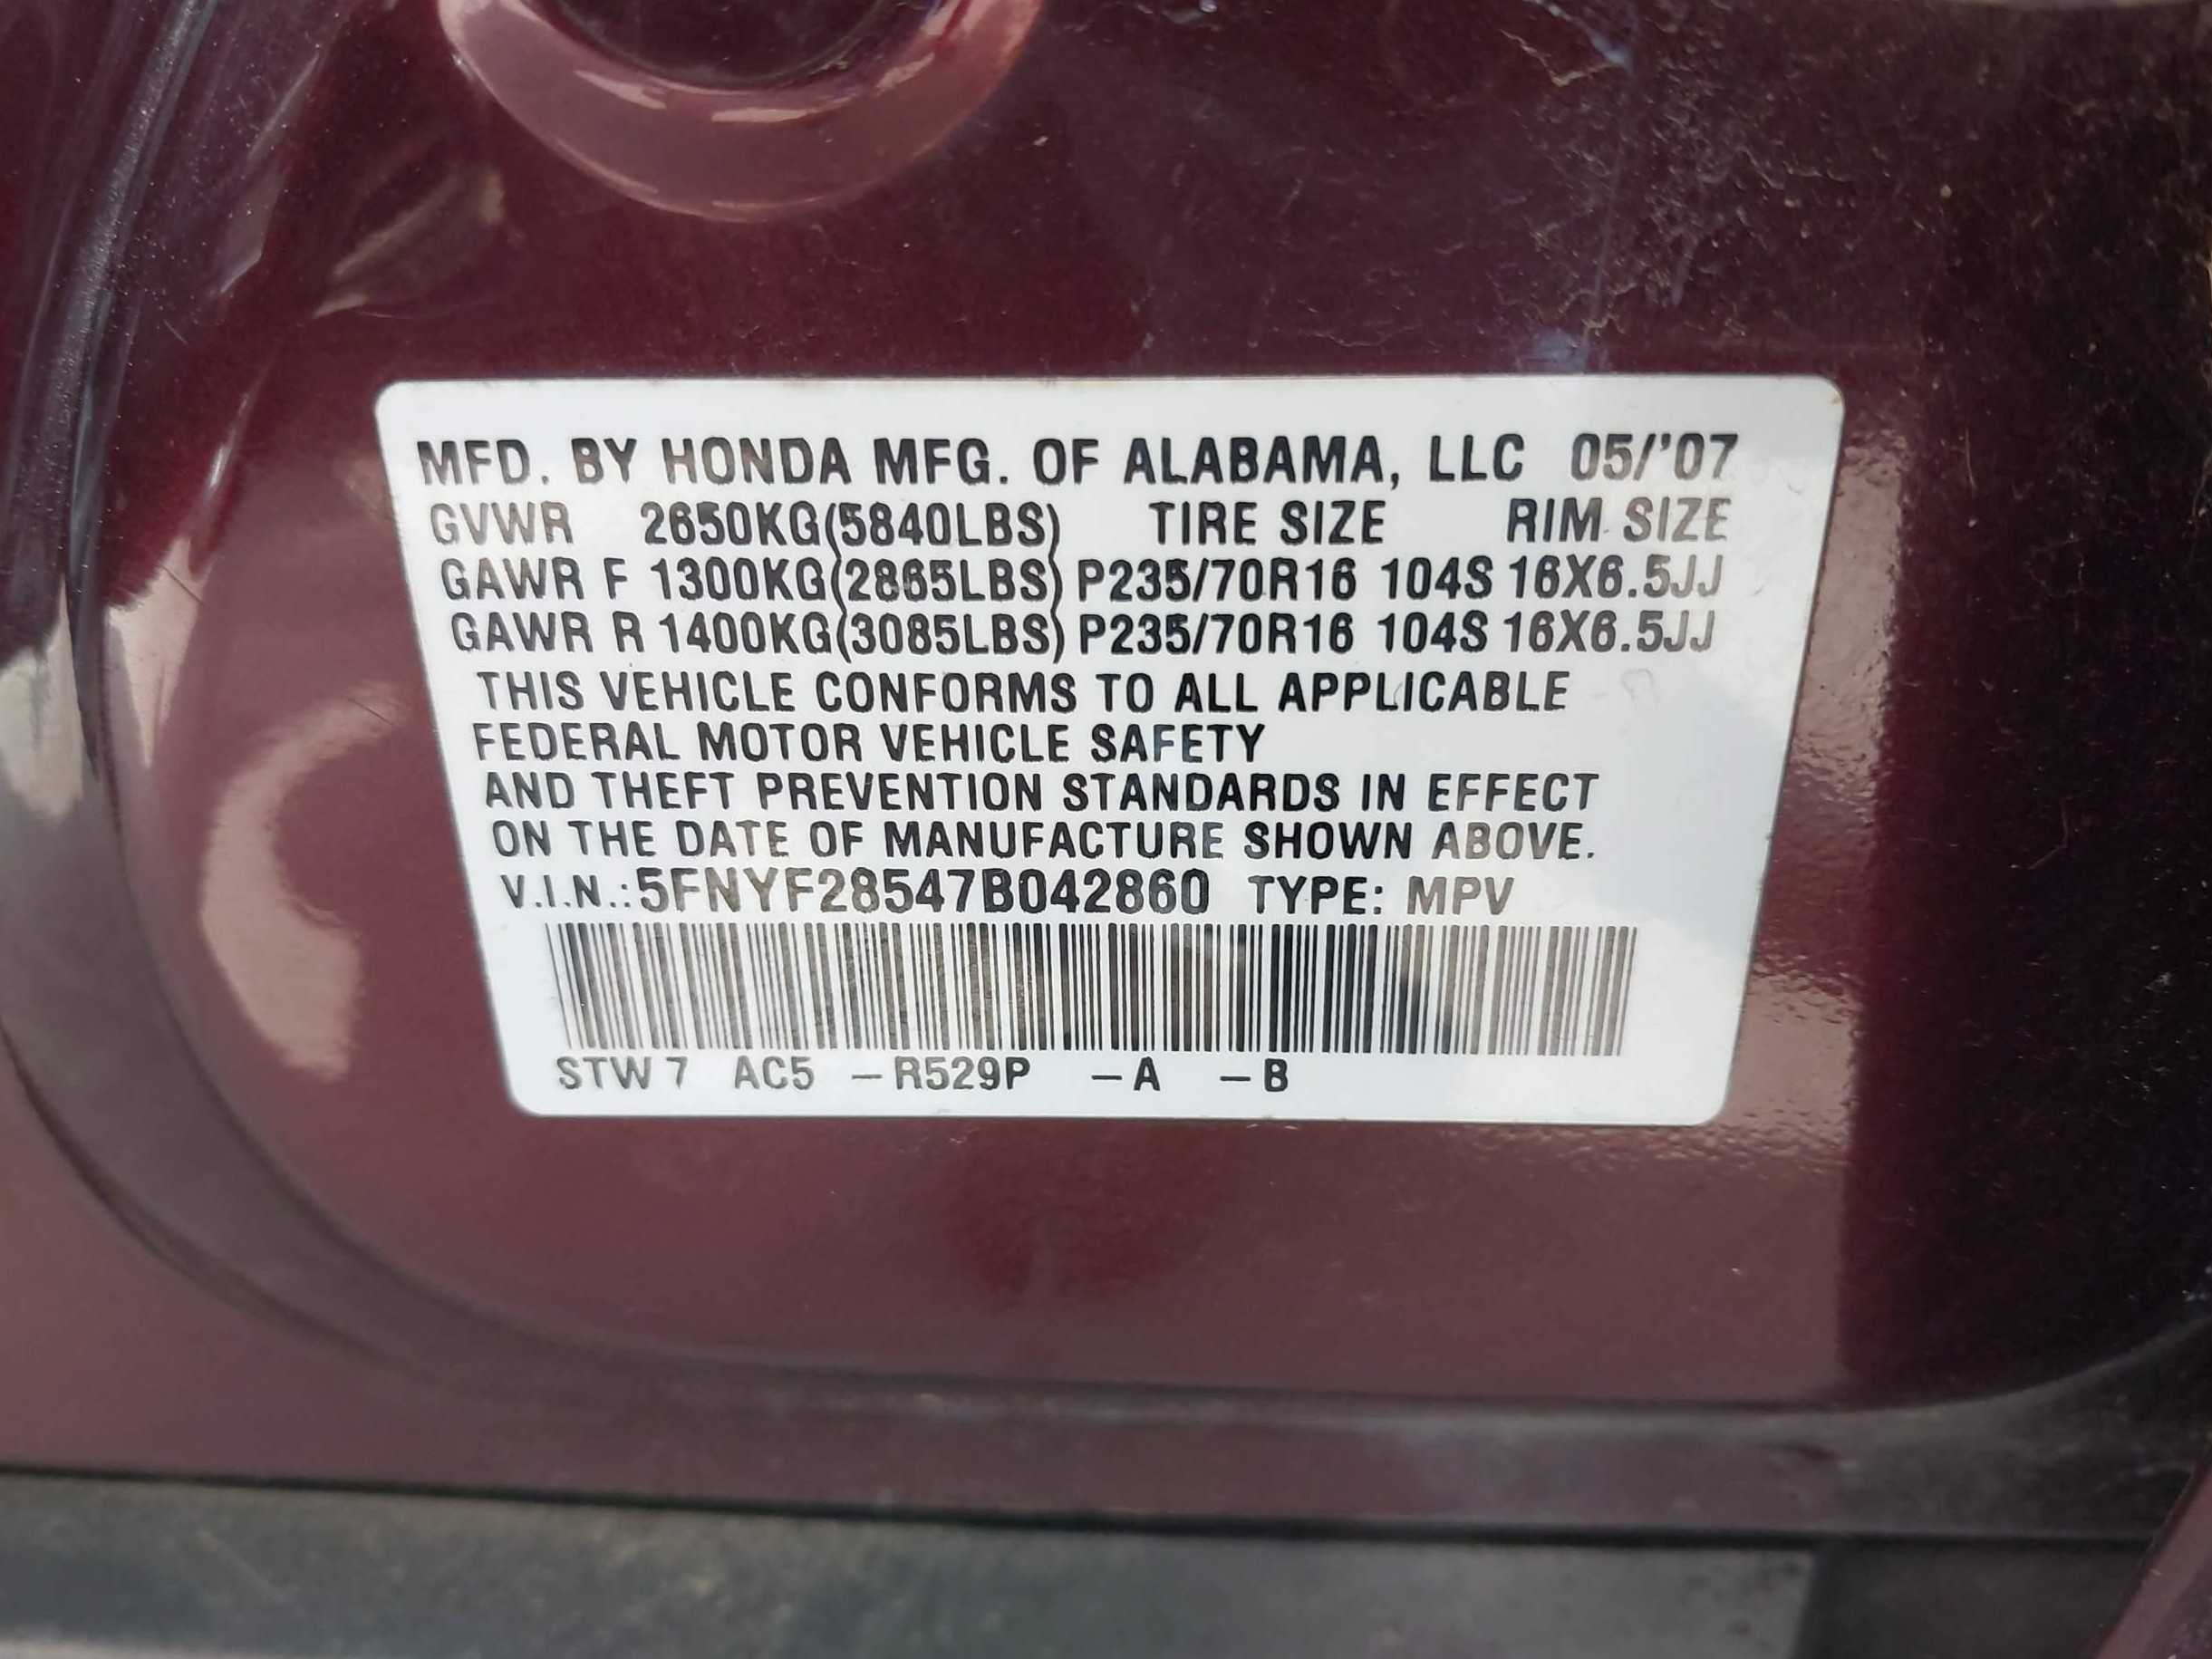 MFD. BY HONDA MFG. OF ALABAMA, LLC 05/'07
GVWR 2650KG(5840LBS) TIRE SIZE RIM SIZE
GAWR F 1300KG(2865LBS) P235/70R16 104S 16X6.5JJ
GAWR R 1400KG(3085LBS) P235/70R16 104S 16X6.5JJ
THIS VEHICLE CONFORMS TO ALL APPLICABLE
FEDERAL MOTOR VEHICLE SAFETY
AND THEFT PREVENTION STANDARDS IN EFFECT
ON THE DATE OF MANUFACTURE SHOWN ABOVE.
V.I.N.:5FNYF28547B042860 TYPE: MPV
STW7 AC5 –R529P –A –B